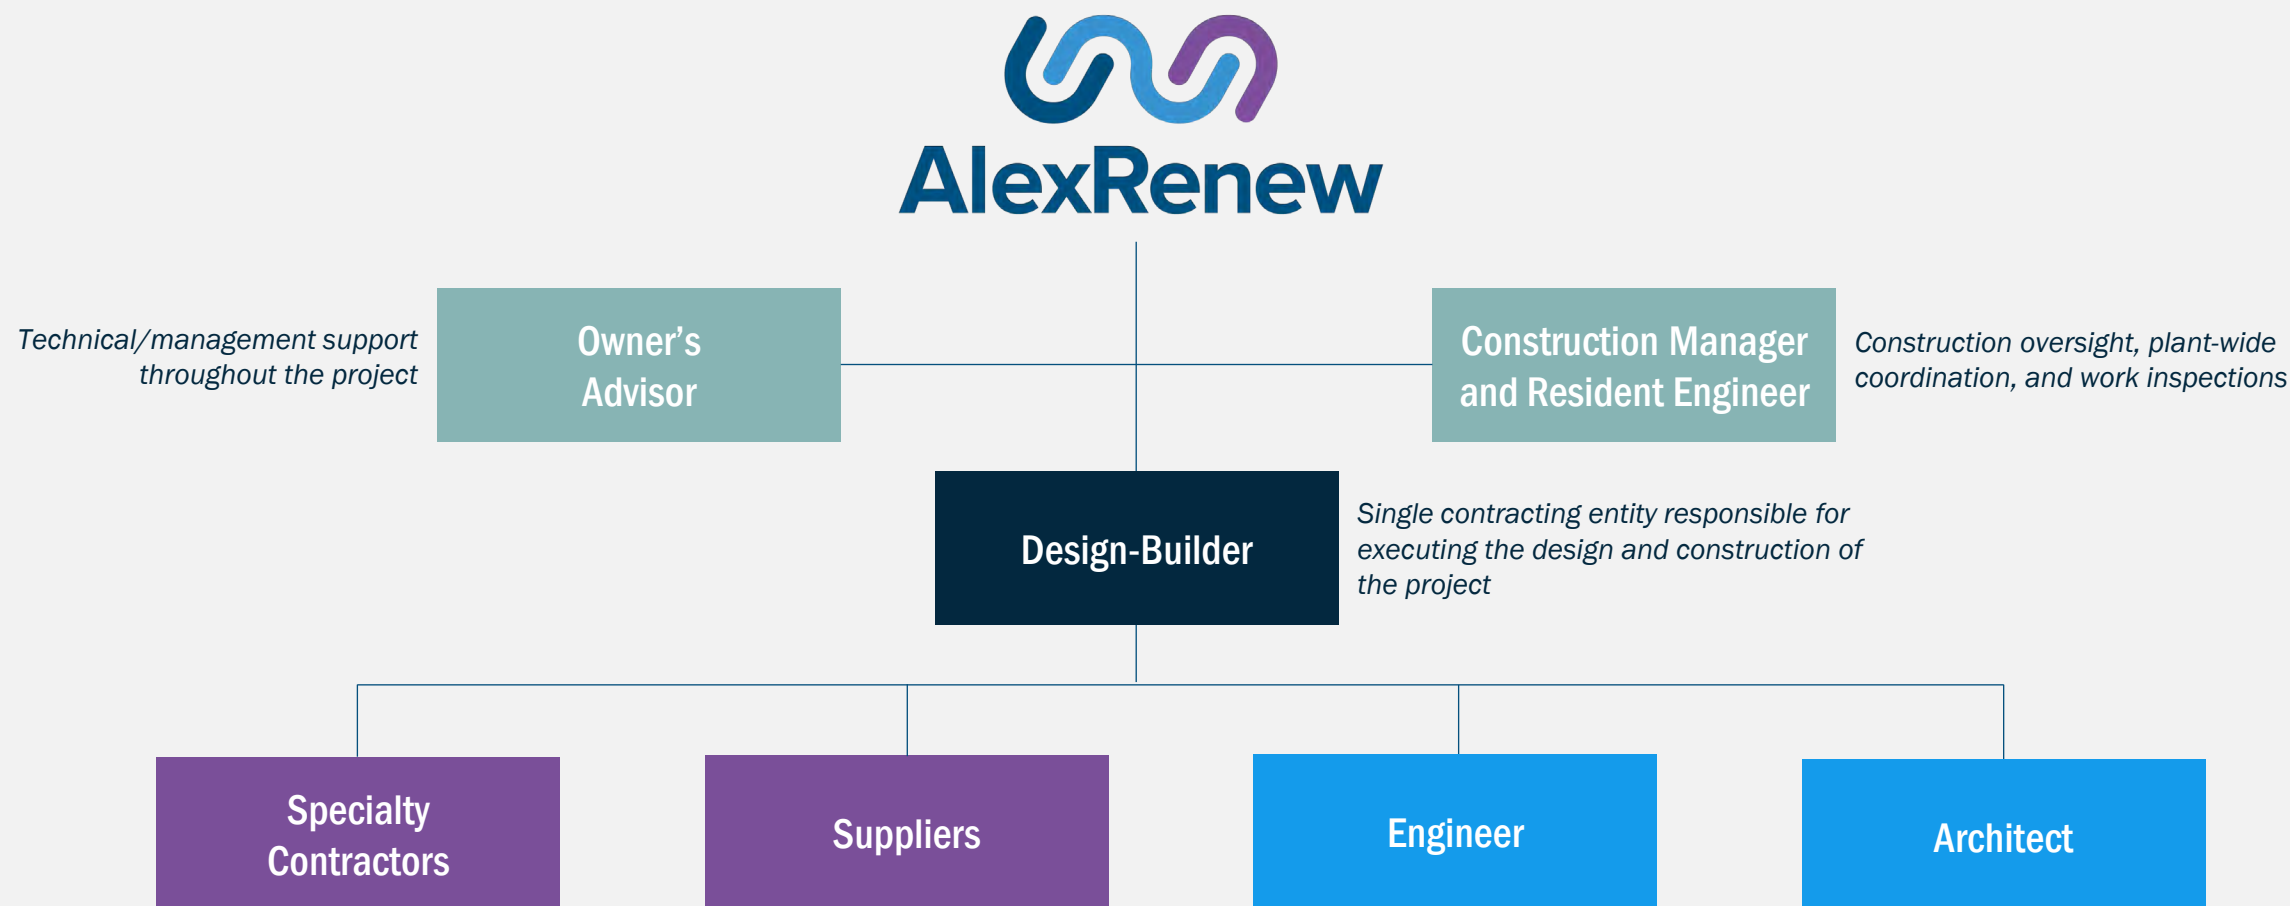 AlexRenew
Technical/management support
throughout the project
Owner’s
Advisor
Construction Manager
and Resident Engineer
Construction oversight, plant-wide
coordination, and work inspections
Design-Builder
Single contracting entity responsible for
executing the design and construction of
the project
Specialty
Contractors
Suppliers
Engineer
Architect